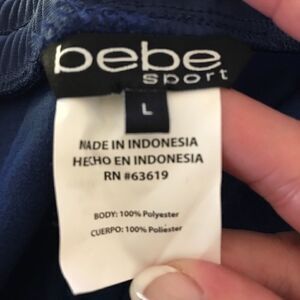 bebe
sport
L
MADE IN INDONESIA
HECHO EN INDONESIA
RN #63619
BODY: 100% Polyester
CUERPO: 100% Poliester